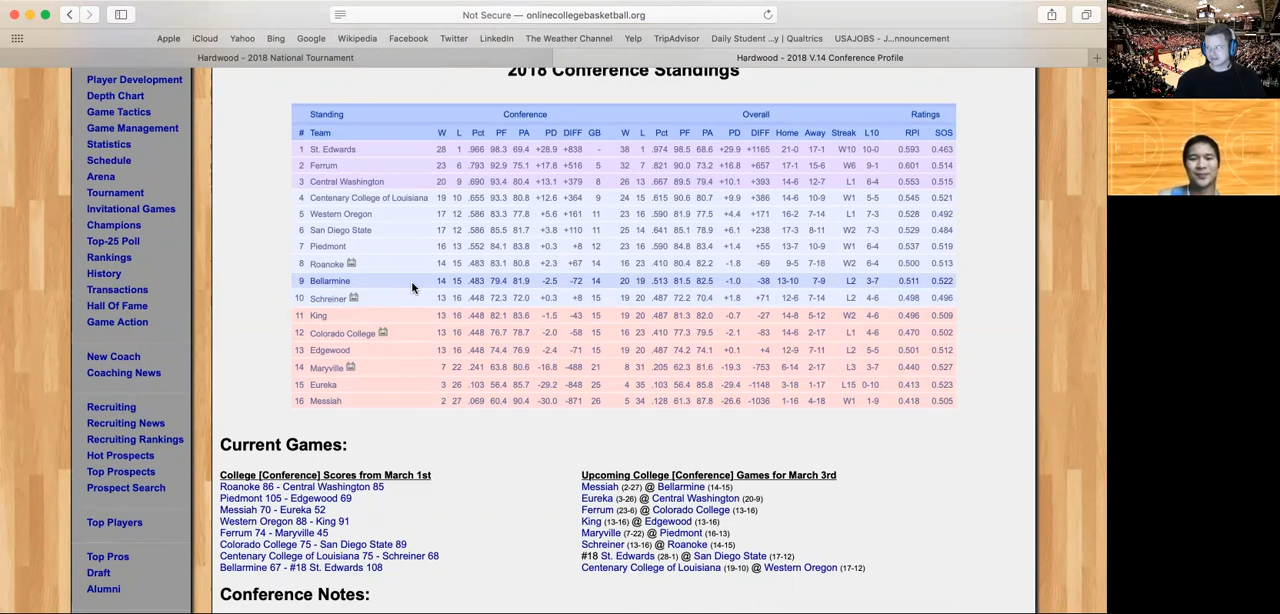 Not Secure — onlinecollegebasketball.org
Apple iCloud Yahoo Bing Google Wikipedia Facebook Twitter LinkedIn The Weather Channel Yelp TripAdvisor Daily Student ...y | Qualtrics USAJOBS - J...nnouncement
Hardwood - 2018 National Tournament Hardwood - 2018 V.14 Conference Profile
Player Development
Depth Chart
Game Tactics
Game Management
Statistics
Schedule
Arena
Tournament
Invitational Games
Champions
Top-25 Poll
Rankings
History
Transactions
Hall Of Fame
Game Action
New Coach
Coaching News
Recruiting
Recruiting News
Recruiting Rankings
Hot Prospects
Top Prospects
Prospect Search
Top Players
Top Pros
Draft
Alumni
2018 Conference Standings
Standing Conference Overall Ratings
# Team W L Pct PF PA PD DIFF GB W L Pct PF PA PD DIFF Home Away Streak L10 RPI SOS
1 St. Edwards 28 1 .966 98.3 69.4 +28.9 +838 - 38 1 .974 98.5 68.6 +29.9 +1165 21-0 17-1 W10 10-0 0.593 0.463
2 Ferrum 23 6 .793 92.9 75.1 +17.8 +516 5 32 7 .821 90.0 73.2 +16.8 +657 17-1 15-6 W6 9-1 0.601 0.514
3 Central Washington 20 9 .690 93.4 80.4 +13.1 +379 8 26 13 .667 89.5 79.4 +10.1 +393 14-6 12-7 L1 6-4 0.553 0.515
4 Centenary College of Louisiana 19 10 .655 93.3 80.8 +12.6 +364 9 24 15 .615 90.6 80.7 +9.9 +386 14-6 10-9 W1 5-5 0.545 0.521
5 Western Oregon 17 12 .586 83.3 77.8 +5.6 +161 11 23 16 .590 81.9 77.5 +4.4 +171 16-2 7-14 L1 7-3 0.528 0.492
6 San Diego State 17 12 .586 85.5 81.7 +3.8 +110 11 25 14 .641 85.1 78.9 +6.1 +238 17-3 8-11 W2 7-3 0.529 0.484
7 Piedmont 16 13 .552 84.1 83.8 +0.3 +8 12 23 16 .590 84.8 83.4 +1.4 +55 13-7 10-9 W1 6-4 0.537 0.519
8 Roanoke 14 15 .483 83.1 80.8 +2.3 +67 14 16 23 .410 80.4 82.2 -1.8 -69 9-5 7-18 W2 6-4 0.500 0.513
9 Bellarmine 14 15 .483 79.4 81.9 -2.5 -72 14 20 19 .513 81.5 82.5 -1.0 -38 13-10 7-9 L2 3-7 0.511 0.522
10 Schreiner 13 16 .448 72.3 72.0 +0.3 +8 15 19 20 .487 72.2 70.4 +1.8 +71 12-6 7-14 L2 4-6 0.498 0.496
11 King 13 16 .448 82.1 83.6 -1.5 -43 15 19 20 .487 81.3 82.0 -0.7 -27 14-8 5-12 W2 4-6 0.496 0.509
12 Colorado College 13 16 .448 76.7 78.7 -2.0 -58 15 16 23 .410 77.3 79.5 -2.1 -83 14-6 2-17 L1 4-6 0.470 0.502
13 Edgewood 13 16 .448 74.4 76.9 -2.4 -71 15 19 20 .487 74.2 74.1 +0.1 +4 12-9 7-11 L2 5-5 0.501 0.512
14 Maryville 7 22 .241 63.8 80.6 -16.8 -488 21 8 31 .205 62.3 81.6 -19.3 -753 6-14 2-17 L3 3-7 0.440 0.527
15 Eureka 3 26 .103 56.4 85.7 -29.2 -848 25 4 35 .103 56.4 85.8 -29.4 -1148 3-18 1-17 L15 0-10 0.413 0.523
16 Messiah 2 27 .069 60.4 90.4 -30.0 -871 26 5 34 .128 61.3 87.8 -26.6 -1036 1-16 4-18 W1 1-9 0.418 0.505
Current Games:
College [Conference] Scores from March 1st
Roanoke 86 - Central Washington 85
Piedmont 105 - Edgewood 69
Messiah 70 - Eureka 52
Western Oregon 88 - King 91
Ferrum 74 - Maryville 45
Colorado College 75 - San Diego State 89
Centenary College of Louisiana 75 - Schreiner 68
Bellarmine 67 - #18 St. Edwards 108
Upcoming College [Conference] Games for March 3rd
Messiah (2-27) @ Bellarmine (14-15)
Eureka (3-26) @ Central Washington (20-9)
Ferrum (23-6) @ Colorado College (13-16)
King (13-16) @ Edgewood (13-16)
Maryville (7-22) @ Piedmont (16-13)
Schreiner (13-16) @ Roanoke (14-15)
#18 St. Edwards (28-1) @ San Diego State (17-12)
Centenary College of Louisiana (19-10) @ Western Oregon (17-12)
Conference Notes: